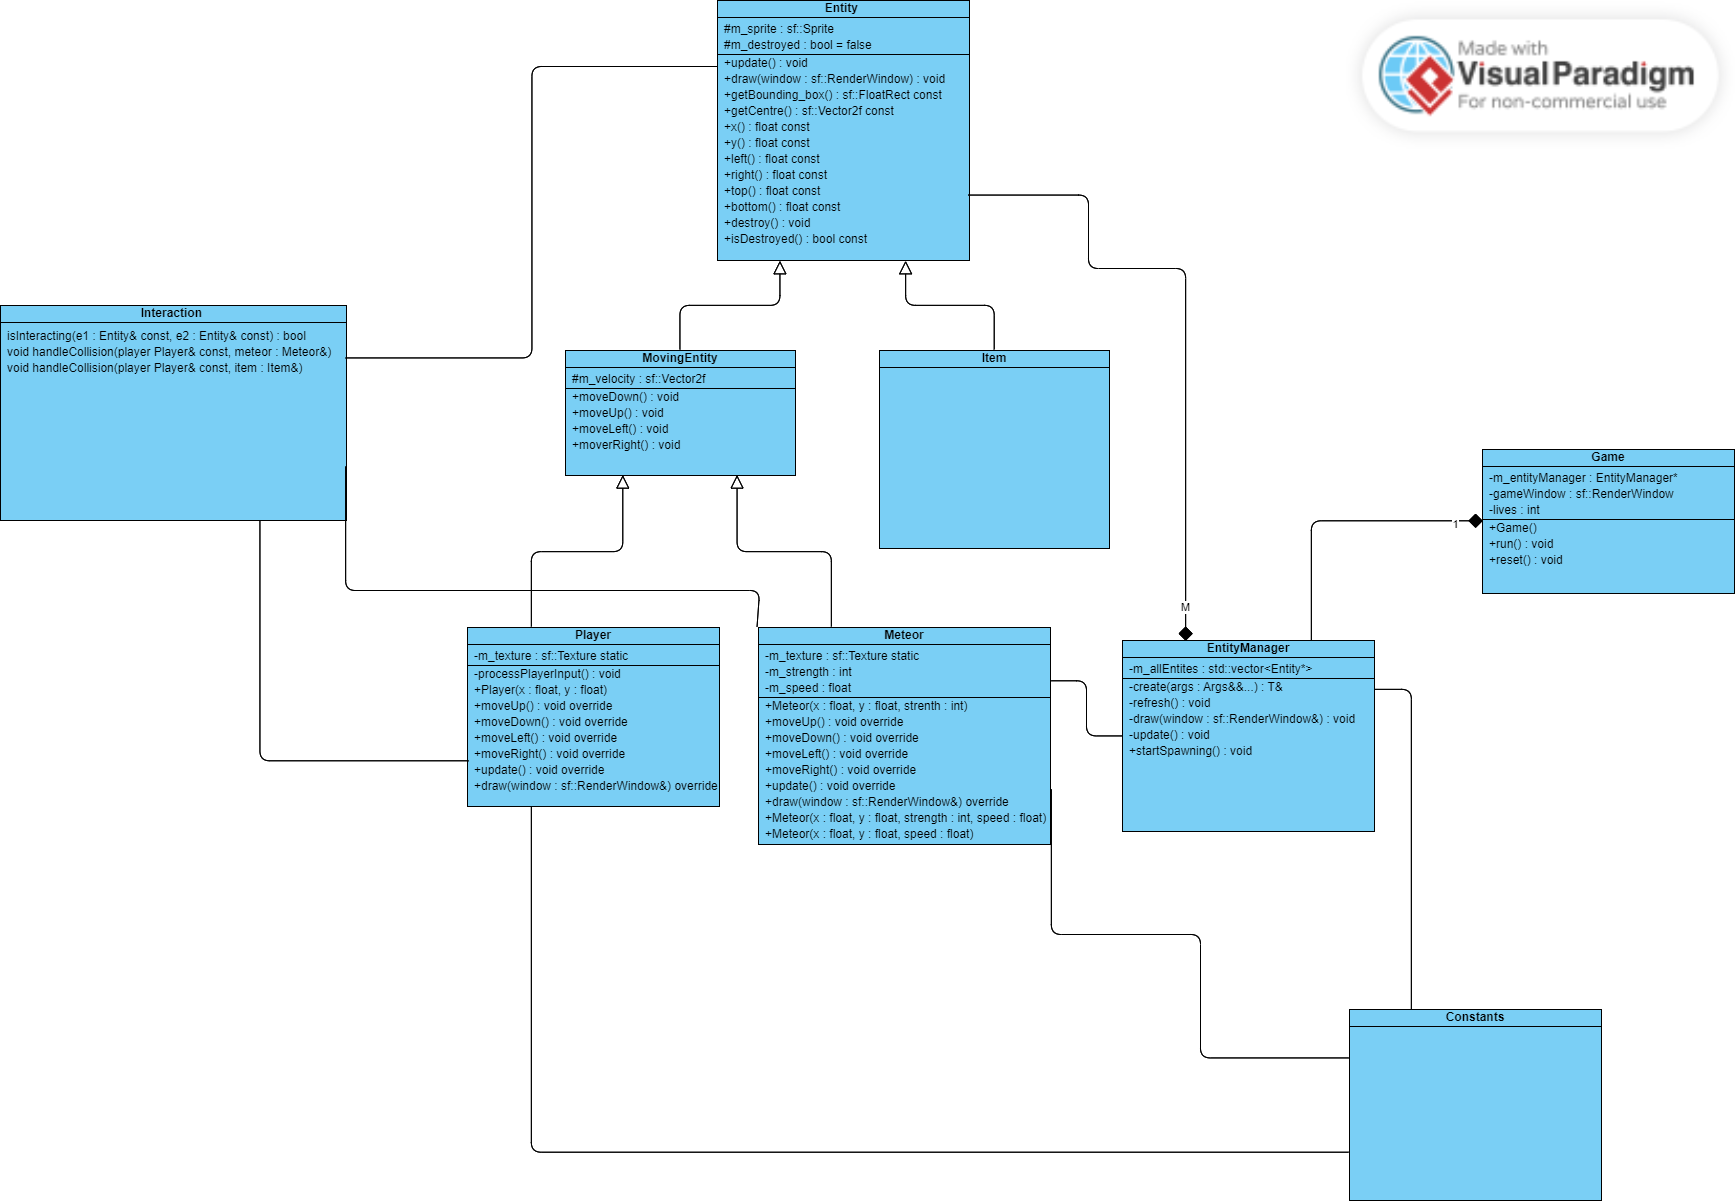 Entity
#m_sprite : sf::Sprite
#m_destroyed : bool = false
+update() : void
+draw(window : sf::RenderWindow) : void
+getBounding_box() : sf::FloatRect const
+getCentre() : sf::Vector2f const
+x() : float const
+y() : float const
+left() : float const
+right() : float const
+top() : float const
+bottom() : float const
+destroy() : void
+isDestroyed() : bool const
Made with
Visual Paradigm
For non-commercial use
Interaction
isInteracting(e1 : Entity& const, e2 : Entity& const) : bool
void handleCollision(player Player& const, meteor : Meteor&)
void handleCollision(player Player& const, item : Item&)
MovingEntity
#m_velocity : sf::Vector2f
+moveDown() : void
+moveUp() : void
+moveLeft() : void
+moverRight() : void
Item
Game
-m_entityManager : EntityManager*
-gameWindow : sf::RenderWindow
-lives : int
+Game()
+run() : void
+reset() : void
1
M
Player
-m_texture : sf::Texture static
-processPlayerInput() : void
+Player(x : float, y : float)
+moveUp() : void override
+moveDown() : void override
+moveLeft() : void override
+moveRight() : void override
+update() : void override
+draw(window : sf::RenderWindow&) override
Meteor
-m_texture : sf::Texture static
-m_strength : int
-m_speed : float
+Meteor(x : float, y : float, strenth : int)
+moveUp() : void override
+moveDown() : void override
+moveLeft() : void override
+moveRight() : void override
+update() : void override
+draw(window : sf::RenderWindow&) override
+Meteor(x : float, y : float, strength : int, speed : float)
+Meteor(x : float, y : float, speed : float)
EntityManager
-m_allEntites : std::vector<Entity*>
-create(args : Args&&...) : T&
-refresh() : void
-draw(window : sf::RenderWindow&) : void
-update() : void
+startSpawning() : void
Constants